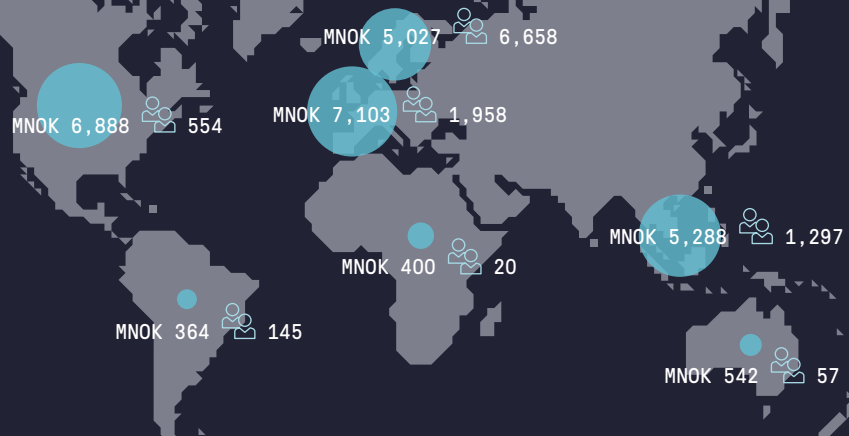 MNOK 5,027 6,658
MNOK 7,103 1,958
MNOK 6,888 554
MNOK 5,288 1,297
MNOK 400 20
MNOK 364 145
MNOK 542 57